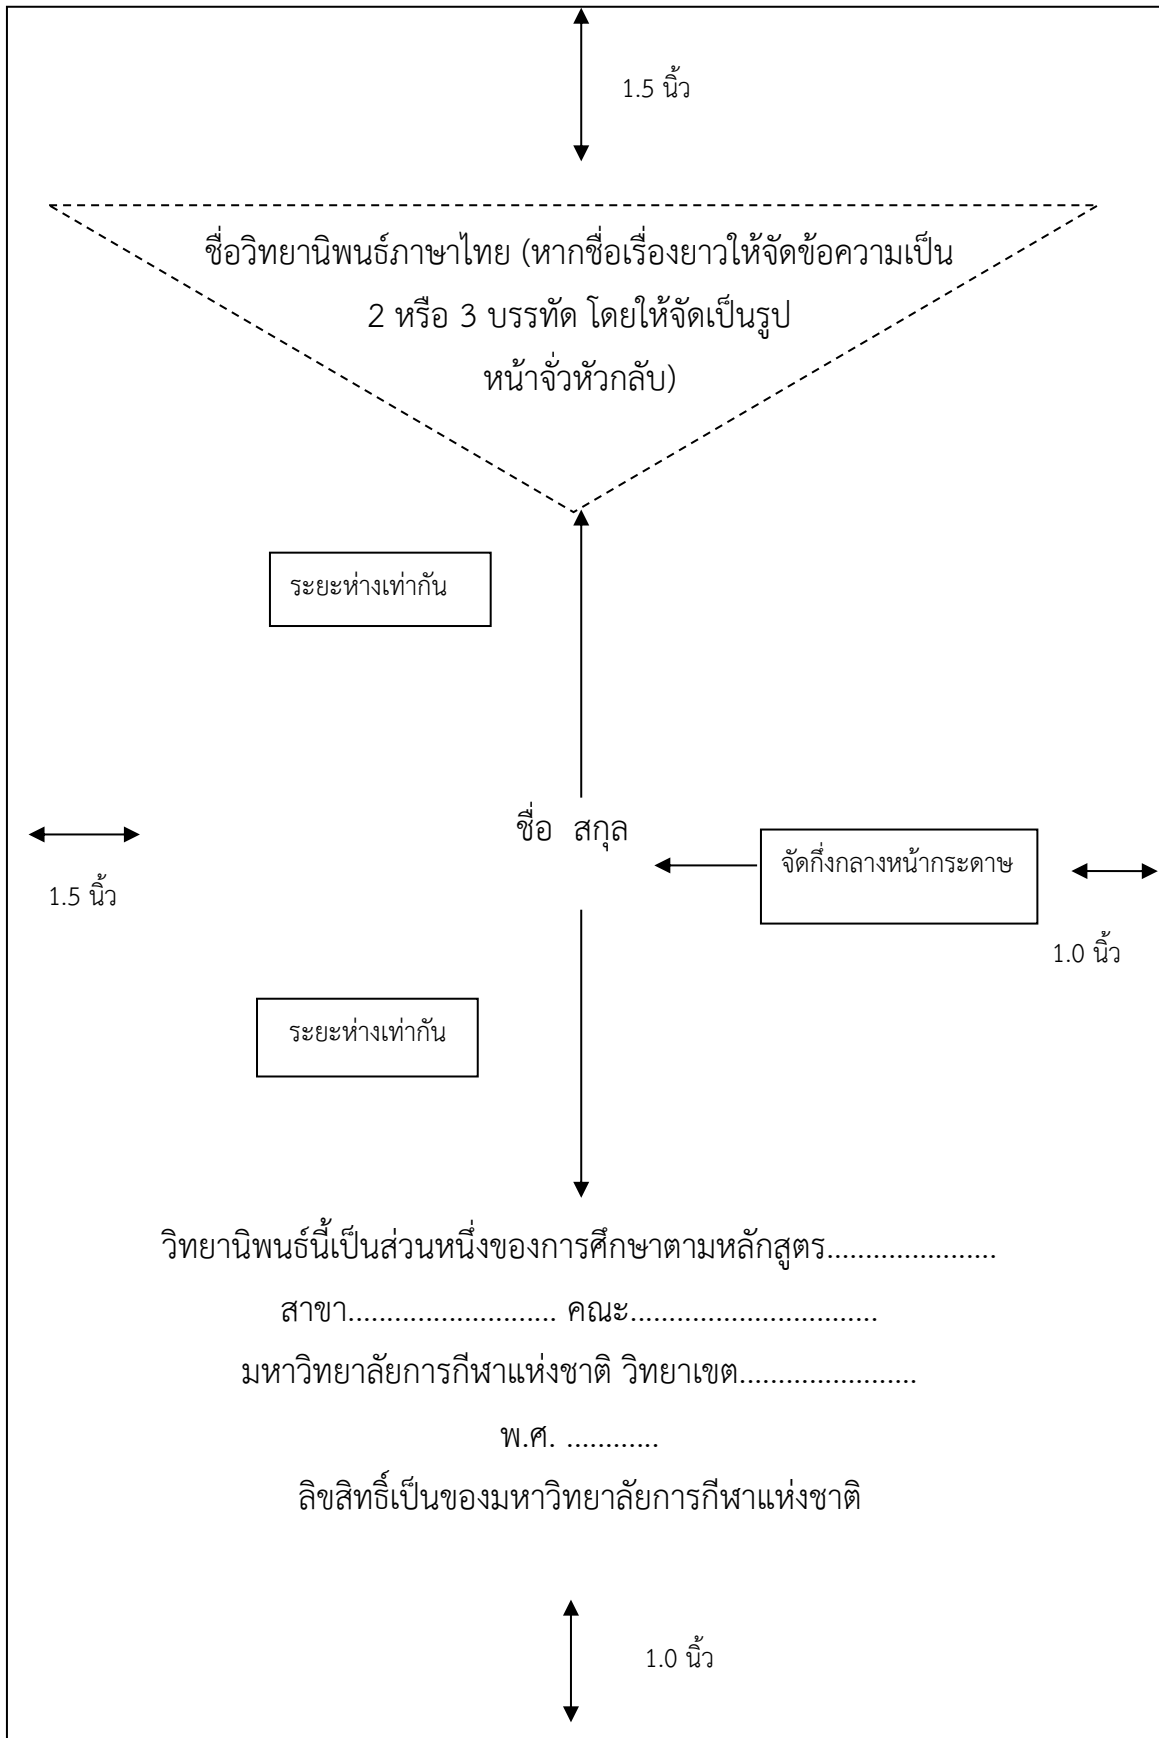 1.5 นิ้ว
ชื่อวิทยานิพนธ์ภาษาไทย (หากชื่อเรื่องยาวให้จัดข้อความเป็น
2 หรือ 3 บรรทัด โดยให้จัดเป็นรูป
หน้าจั่วหัวกลับ)
ระยะห่างเท่ากัน
ชื่อ สกุล
จัดกึ่งกลางหน้ากระดาษ
1.5 นิ้ว
1.0 นิ้ว
ระยะห่างเท่ากัน
วิทยานิพนธ์นี้เป็นส่วนหนึ่งของการศึกษาตามหลักสูตร......................
สาขา........................... คณะ................................
มหาวิทยาลัยการกีฬาแห่งชาติ วิทยาเขต.......................
พ.ศ. ............
ลิขสิทธิ์เป็นของมหาวิทยาลัยการกีฬาแห่งชาติ
1.0 นิ้ว